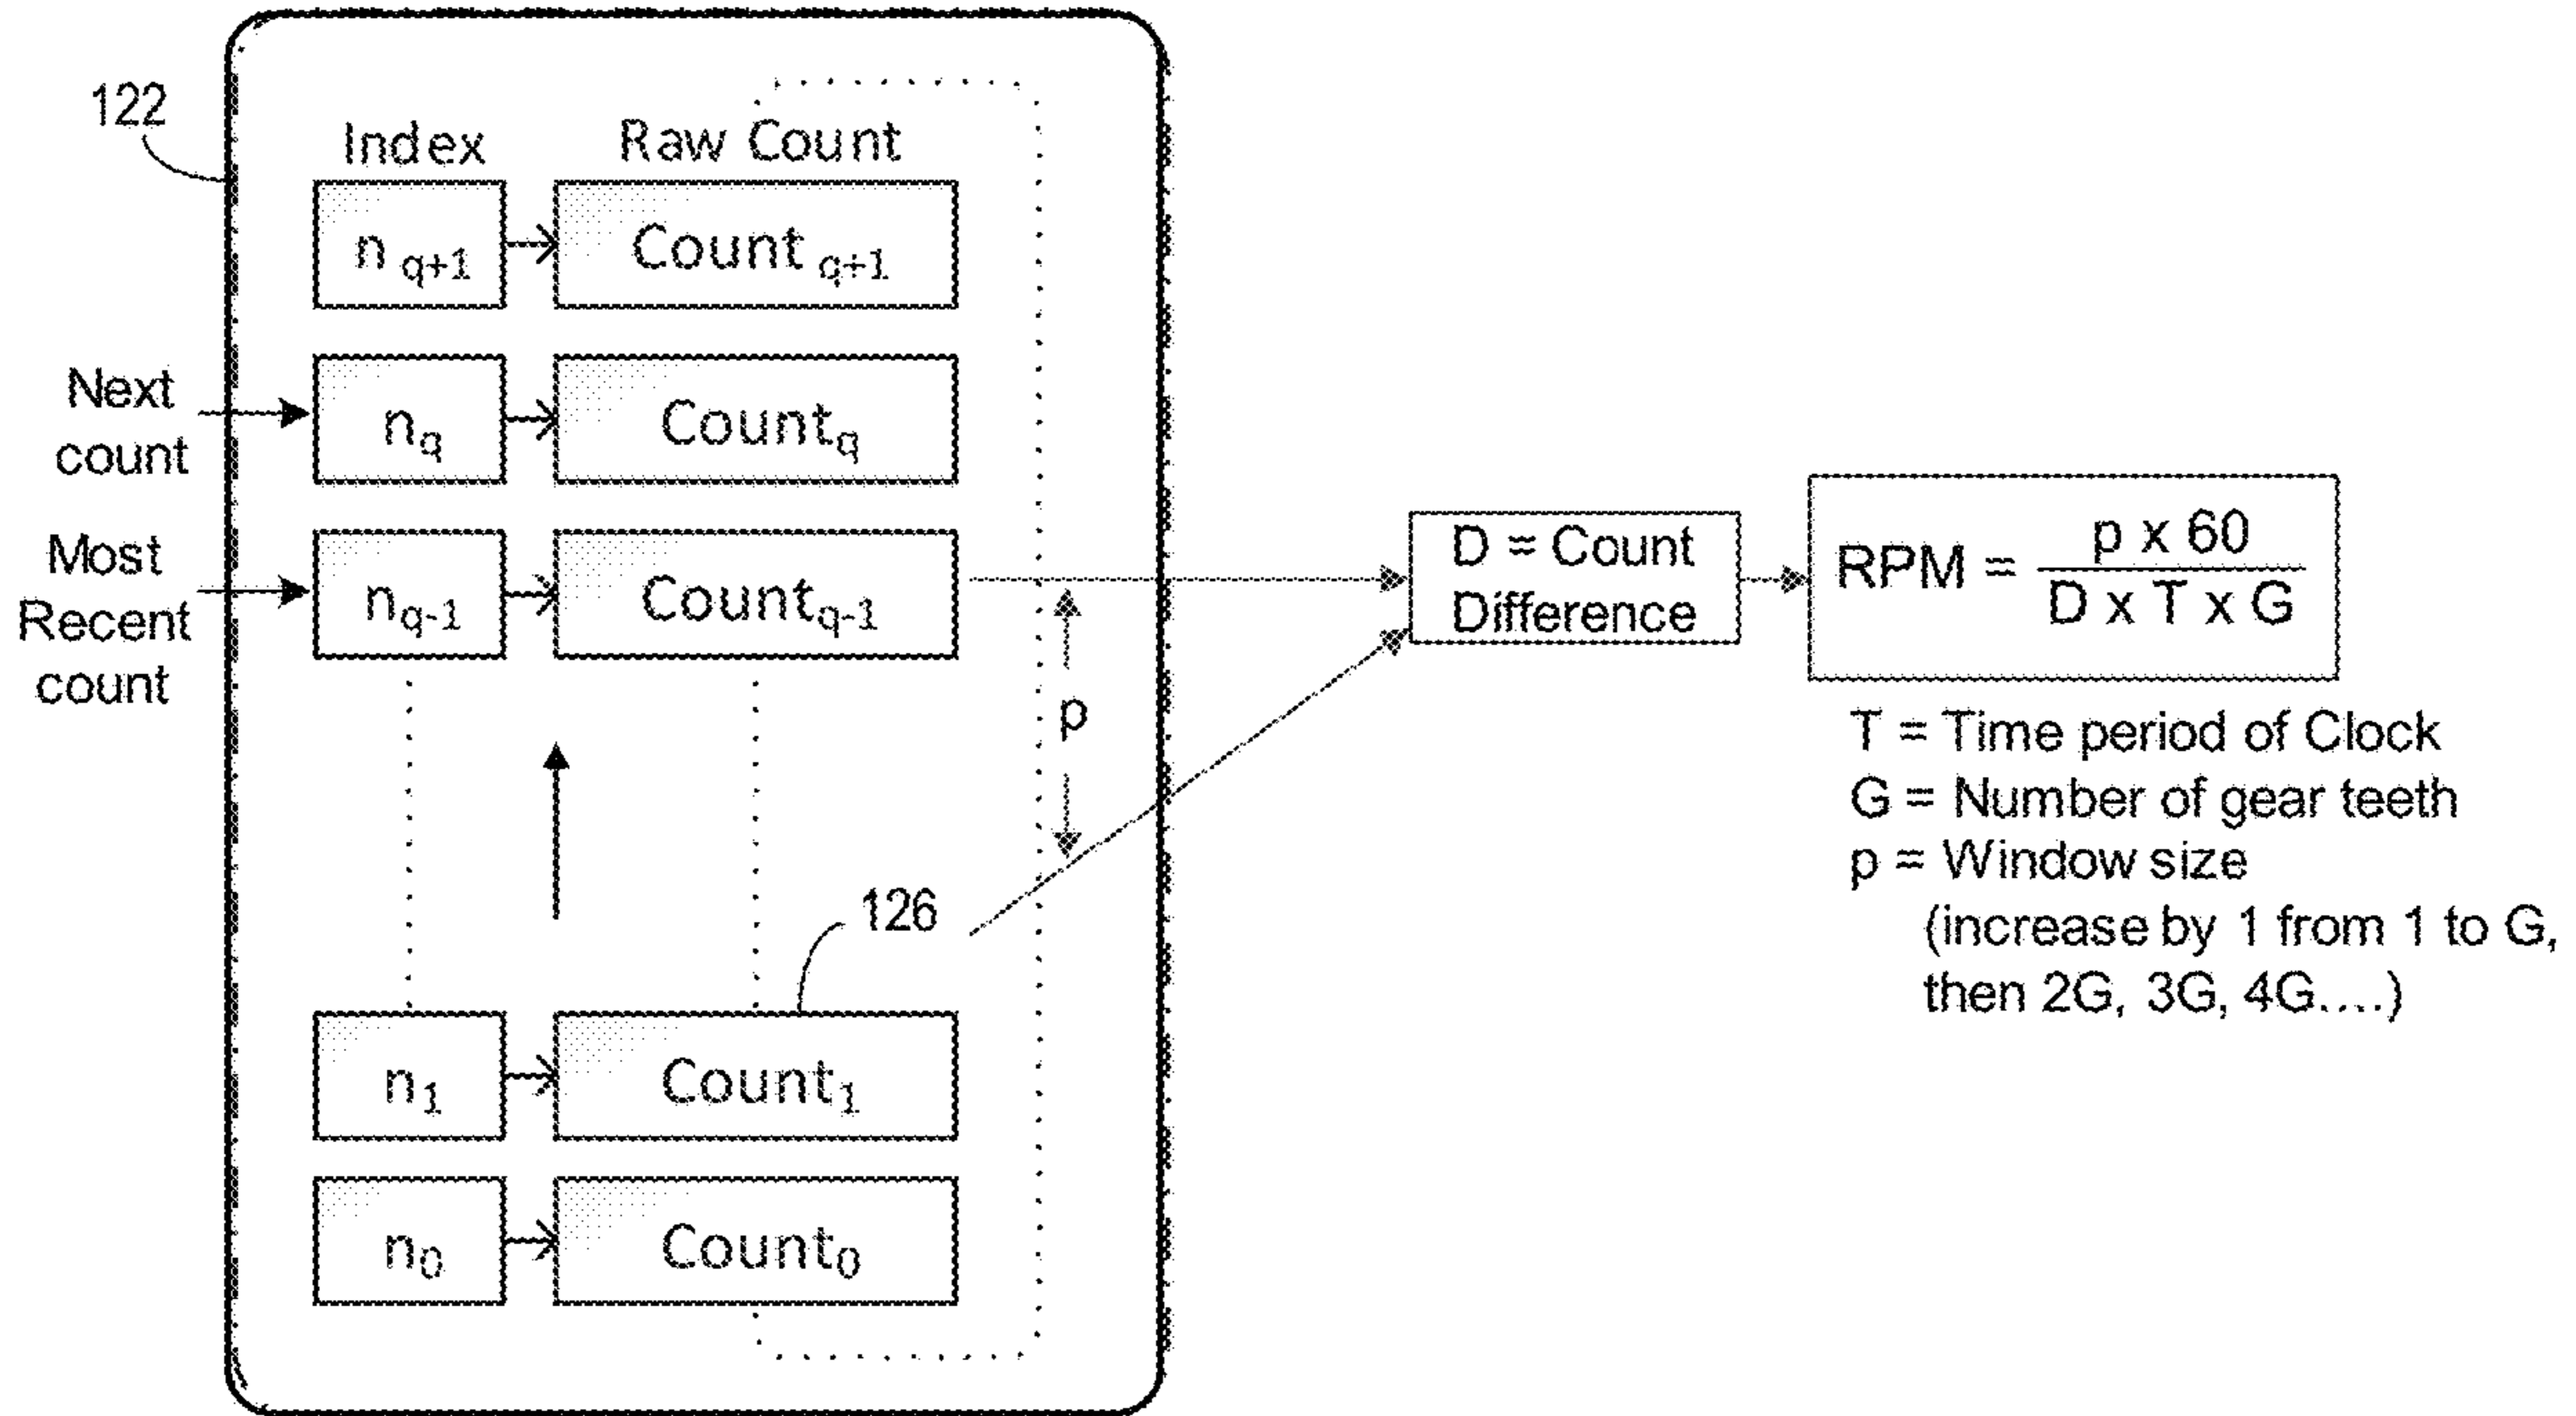 122
Index
Raw Count
n q+1
Count q+1
Next
count
nq
Countq
Most
Recent
count
nq-1
Countq-1
p
D = Count
Difference
RPM = p x 60 / D x T x G
T = Time period of Clock
G = Number of gear teeth
p = Window size
(increase by 1 from 1 to G,
then 2G, 3G, 4G....)
126
n1
Count1
n0
Count0